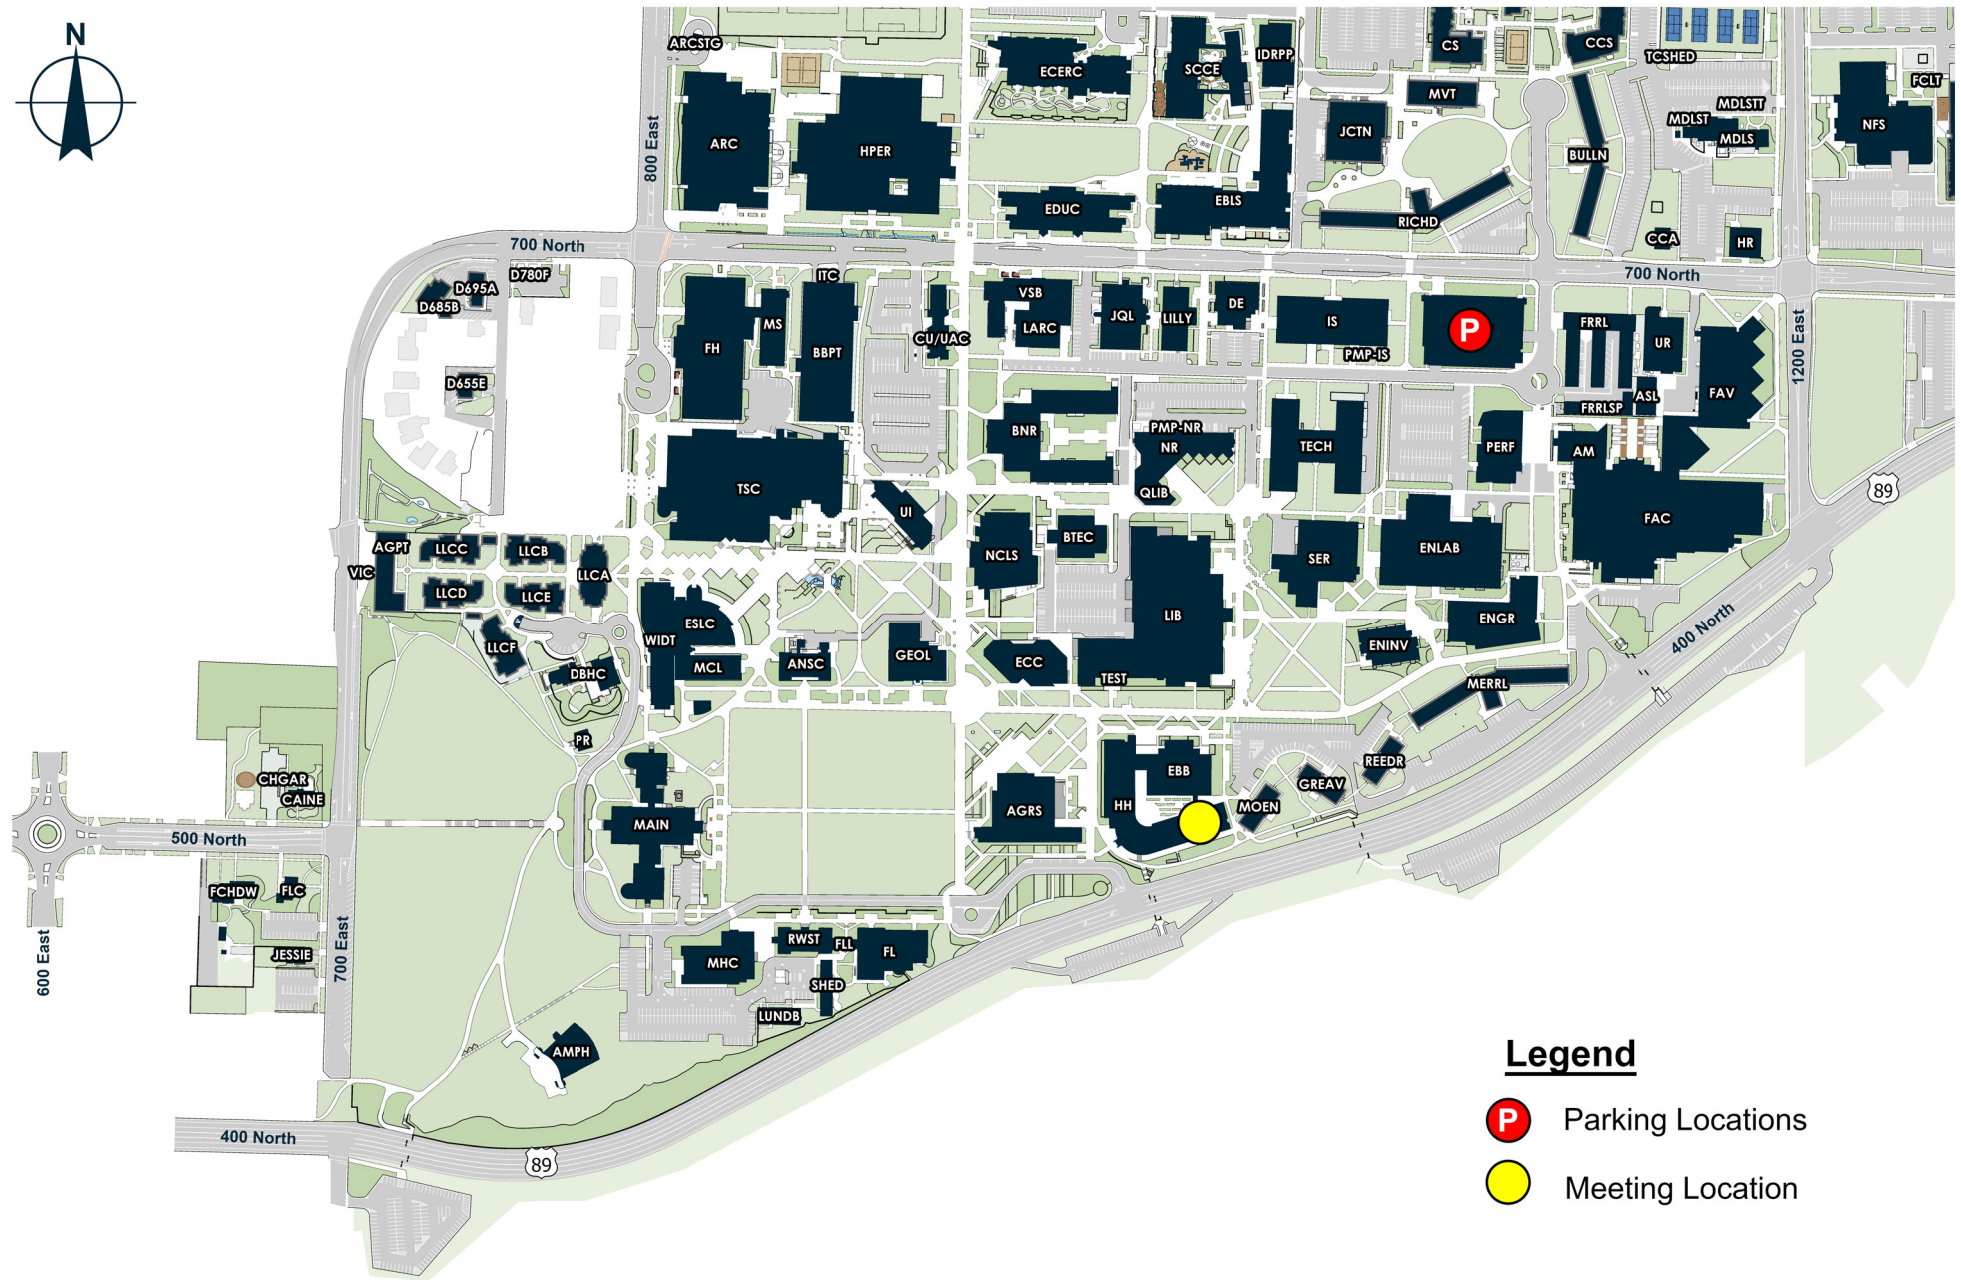 N
ARCSTG
ECERC
SCCE
IDRPP
CS
CCS
TCSHED
FCLT
MVT
MDLSTT
MDLST
MDLS
NFS
800 East
ARC
HPER
JCTN
BULLN
EDUC
EBLS
RICHD
CCA
HR
700 North
700 North
D780F
D695A
D685B
ITC
VSB
JQL
LILLY
DE
IS
P
FRRL
UR
1200 East
MS
LARC
CU/UAC
FH
BBPT
PMP-IS
D655E
FAV
ASL
FRRLSP
BNR
PMP-NR
NR
TECH
PERF
AM
TSC
QLIB
89
UI
FAC
AGPT
LLCC
LLCB
NCLS
BTEC
SER
ENLAB
VIC
LLCA
LLCD
LLCE
LIB
ESLC
ENGR
400 North
WIDT
LLCF
MCL
ANSC
GEOL
ECC
ENINV
DBHC
TEST
MERRL
PR
CHGAR
CAINE
EBB
REEDR
GREAV
HH
MOEN
AGRS
MAIN
500 North
FCHDW
FLC
600 East
700 East
JESSIE
RWST
FLL
FL
MHC
SHED
LUNDB
AMPH
400 North
89
Legend
P Parking Locations
Meeting Location